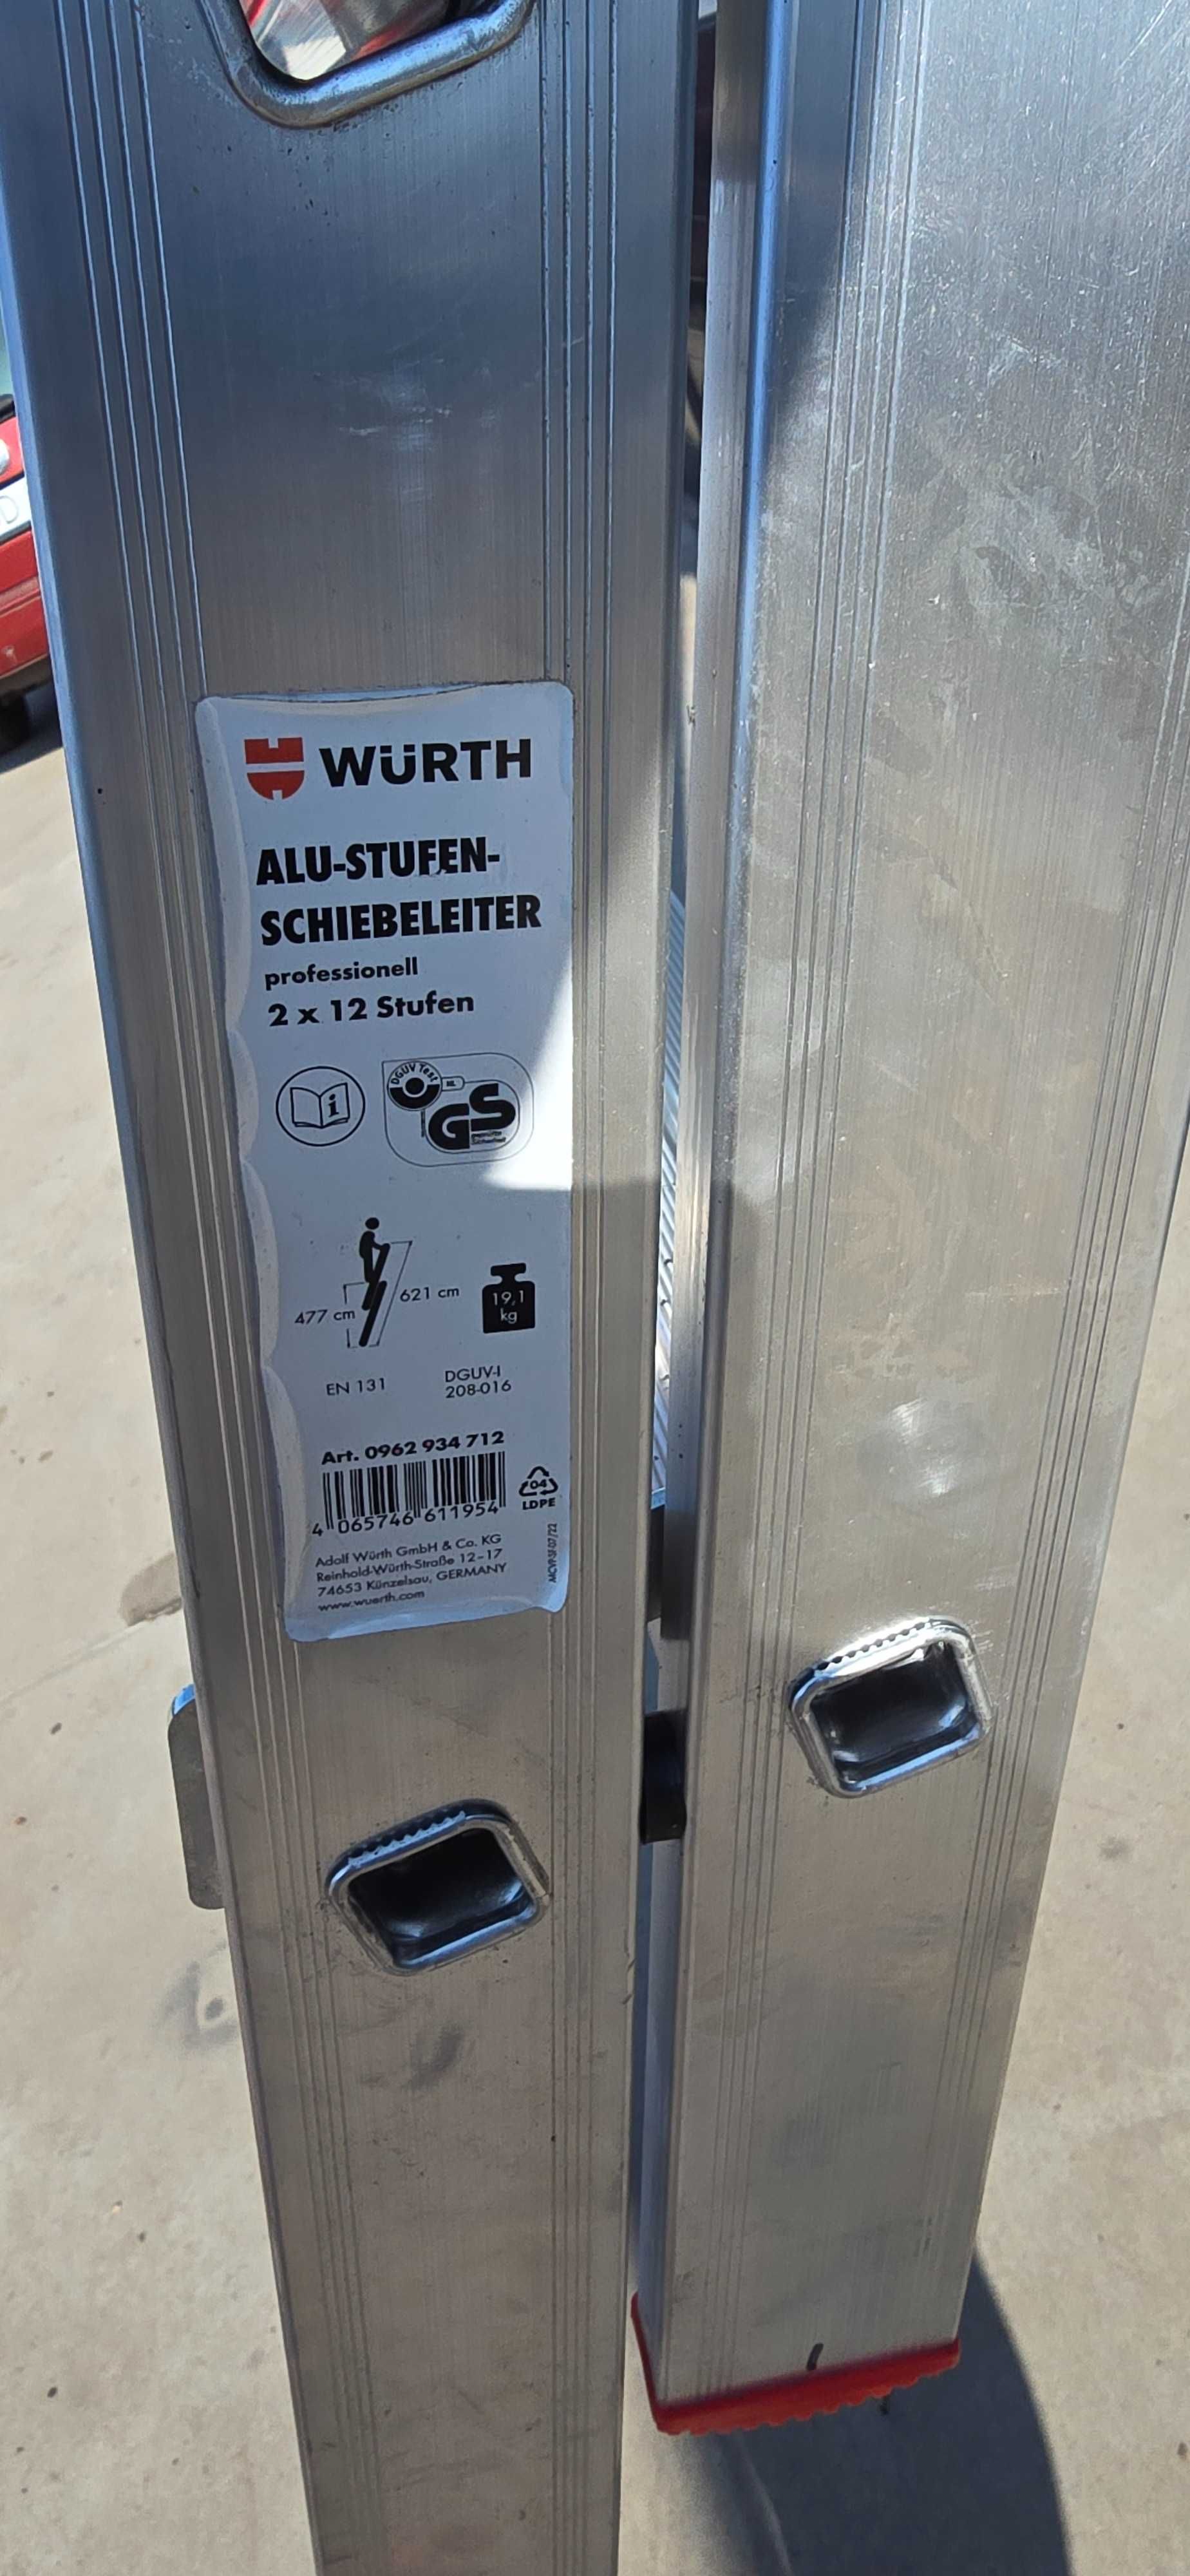 WÜRTH
ALU-STUFEN-
SCHIEBELEITER
professionell
2 x 12 Stufen
i
DGUV Test
GS
621 cm
477 cm
19,1
kg
EN 131
DGUV-I
208-016
Art. 0962 934 712
4 065746 611954
04
LDPE
Adolf Würth GmbH & Co. KG
Reinhold-Würth-Straße 12-17
74653 Künzelsau, GERMANY
www.wuerth.com
D